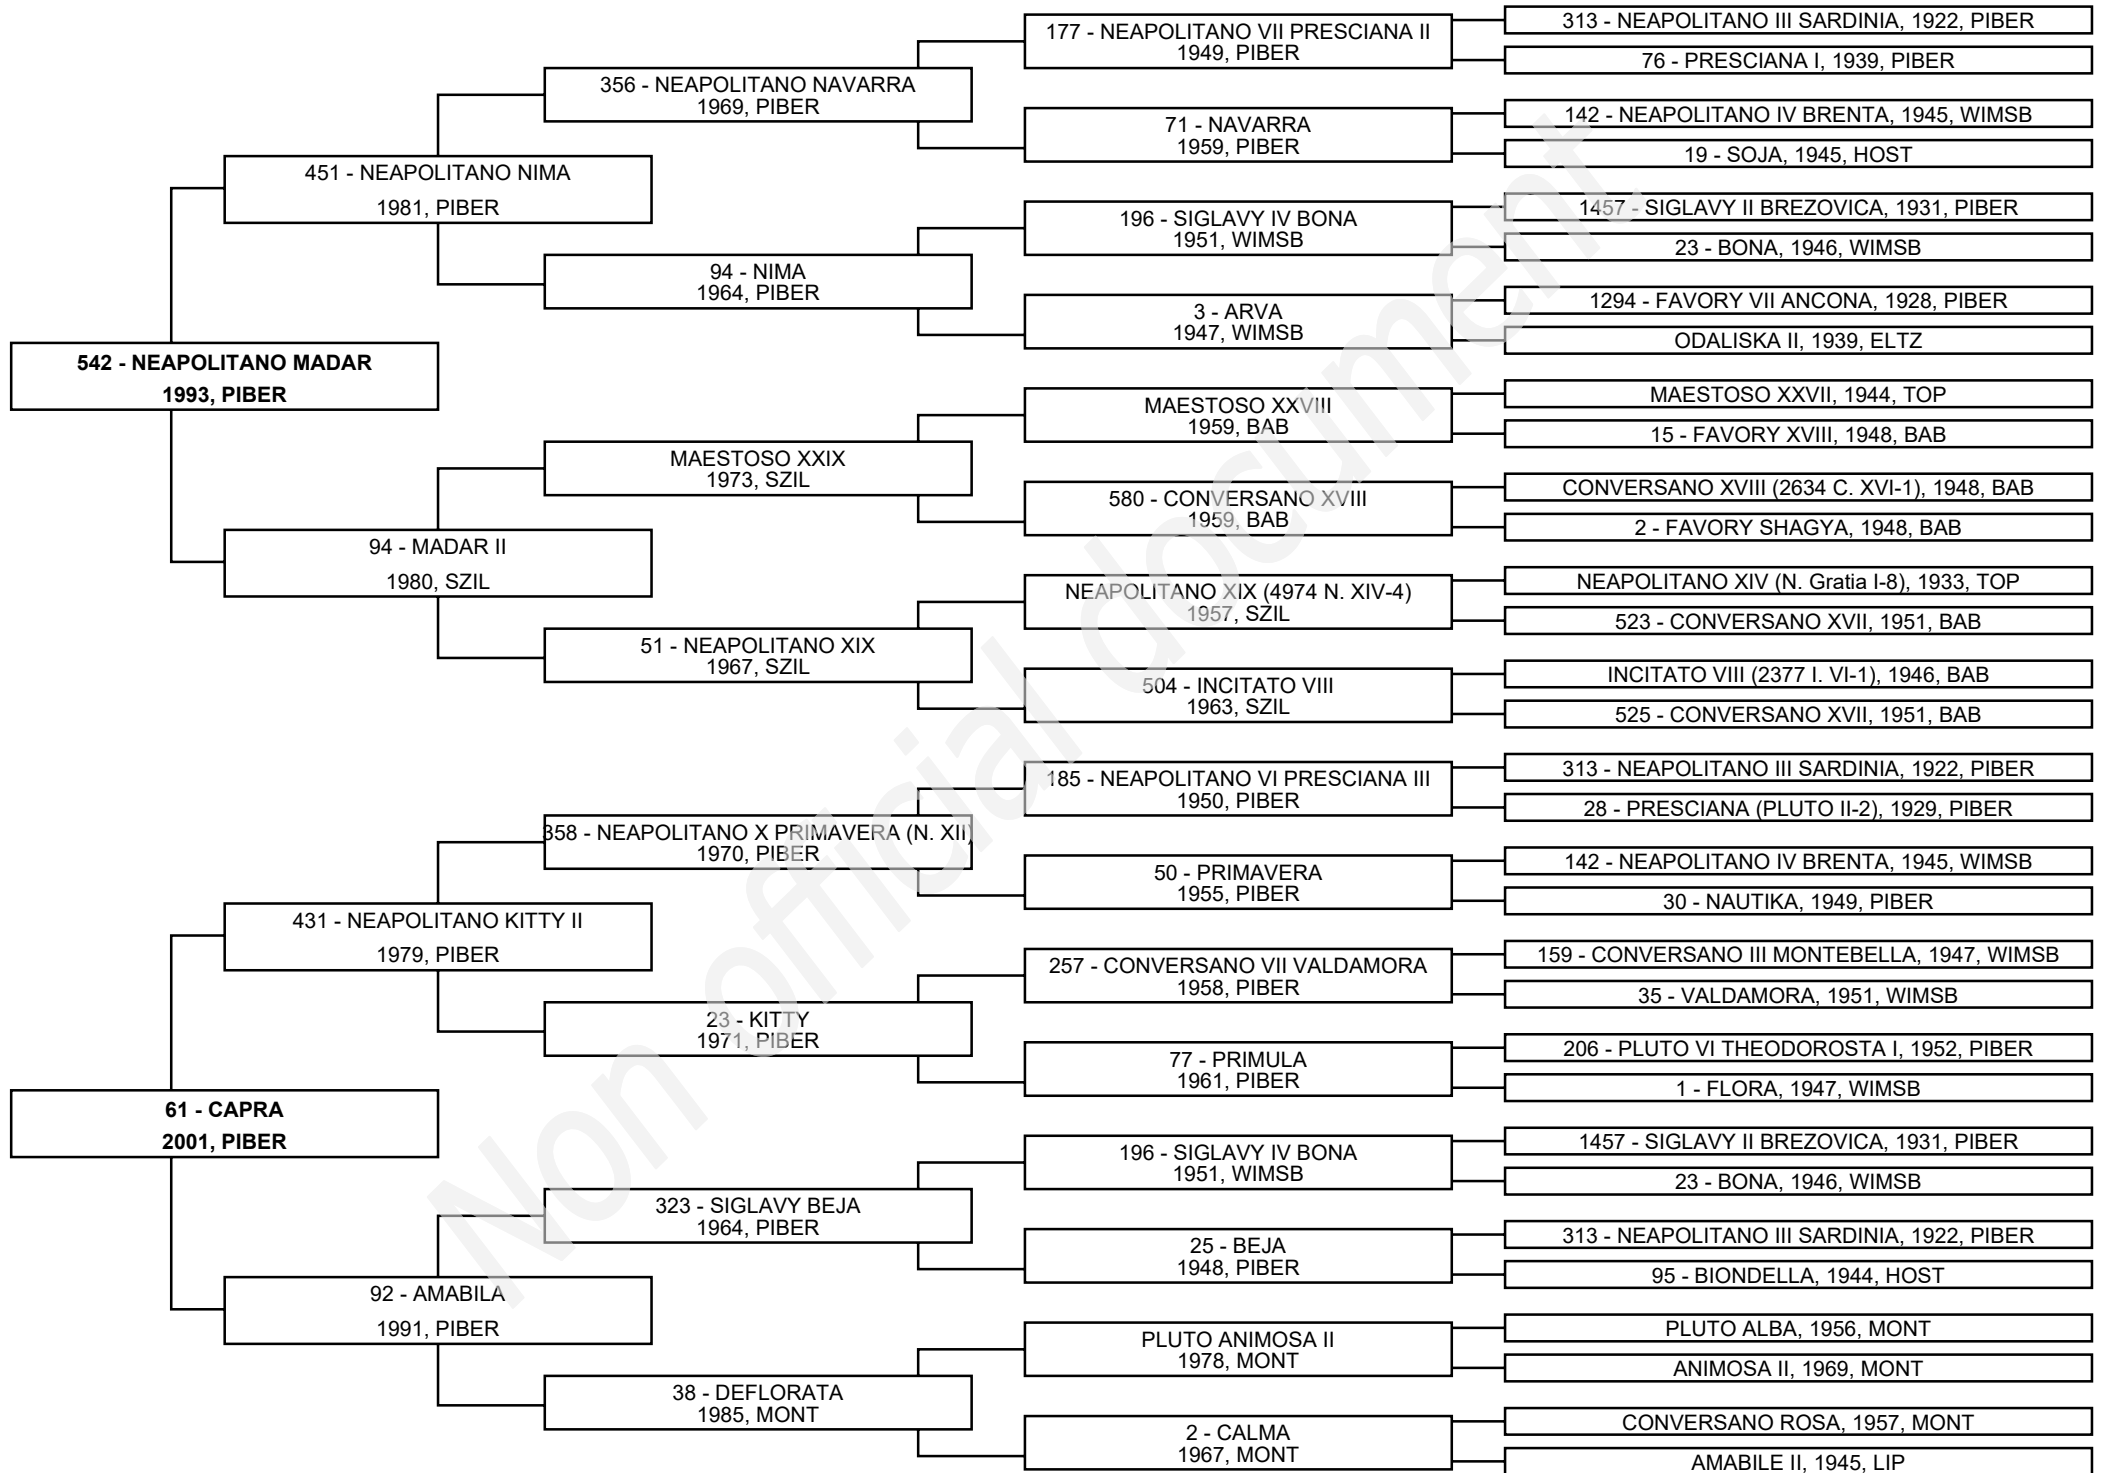 542 - NEAPOLITANO MADAR
1993, PIBER
61 - CAPRA
2001, PIBER
451 - NEAPOLITANO NIMA
1981, PIBER
94 - MADAR II
1980, SZIL
431 - NEAPOLITANO KITTY II
1979, PIBER
92 - AMABILA
1991, PIBER
356 - NEAPOLITANO NAVARRA
1969, PIBER
94 - NIMA
1964, PIBER
MAESTOSO XXIX
1973, SZIL
51 - NEAPOLITANO XIX
1967, SZIL
358 - NEAPOLITANO X PRIMAVERA (N. XII)
1970, PIBER
23 - KITTY
1971, PIBER
323 - SIGLAVY BEJA
1964, PIBER
38 - DEFLORATA
1985, MONT
177 - NEAPOLITANO VII PRESCIANA II
1949, PIBER
71 - NAVARRA
1959, PIBER
196 - SIGLAVY IV BONA
1951, WIMSB
3 - ARVA
1947, WIMSB
MAESTOSO XXVIII
1959, BAB
580 - CONVERSANO XVIII
1959, BAB
NEAPOLITANO XIX (4974 N. XIV-4)
1957, SZIL
504 - INCITATO VIII
1963, SZIL
185 - NEAPOLITANO VI PRESCIANA III
1950, PIBER
50 - PRIMAVERA
1955, PIBER
257 - CONVERSANO VII VALDAMORA
1958, PIBER
77 - PRIMULA
1961, PIBER
196 - SIGLAVY IV BONA
1951, WIMSB
25 - BEJA
1948, PIBER
PLUTO ANIMOSA II
1978, MONT
2 - CALMA
1967, MONT
313 - NEAPOLITANO III SARDINIA, 1922, PIBER
76 - PRESCIANA I, 1939, PIBER
142 - NEAPOLITANO IV BRENTA, 1945, WIMSB
19 - SOJA, 1945, HOST
1457 - SIGLAVY II BREZOVICA, 1931, PIBER
23 - BONA, 1946, WIMSB
1294 - FAVORY VII ANCONA, 1928, PIBER
ODALISKA II, 1939, ELTZ
MAESTOSO XXVII, 1944, TOP
15 - FAVORY XVIII, 1948, BAB
CONVERSANO XVIII (2634 C. XVI-1), 1948, BAB
2 - FAVORY SHAGYA, 1948, BAB
NEAPOLITANO XIV (N. Gratia I-8), 1933, TOP
523 - CONVERSANO XVII, 1951, BAB
INCITATO VIII (2377 I. VI-1), 1946, BAB
525 - CONVERSANO XVII, 1951, BAB
313 - NEAPOLITANO III SARDINIA, 1922, PIBER
28 - PRESCIANA (PLUTO II-2), 1929, PIBER
142 - NEAPOLITANO IV BRENTA, 1945, WIMSB
30 - NAUTIKA, 1949, PIBER
159 - CONVERSANO III MONTEBELLA, 1947, WIMSB
35 - VALDAMORA, 1951, WIMSB
206 - PLUTO VI THEODOROSTA I, 1952, PIBER
1 - FLORA, 1947, WIMSB
1457 - SIGLAVY II BREZOVICA, 1931, PIBER
23 - BONA, 1946, WIMSB
313 - NEAPOLITANO III SARDINIA, 1922, PIBER
95 - BIONDELLA, 1944, HOST
PLUTO ALBA, 1956, MONT
ANIMOSA II, 1969, MONT
CONVERSANO ROSA, 1957, MONT
AMABILE II, 1945, LIP
Non official document